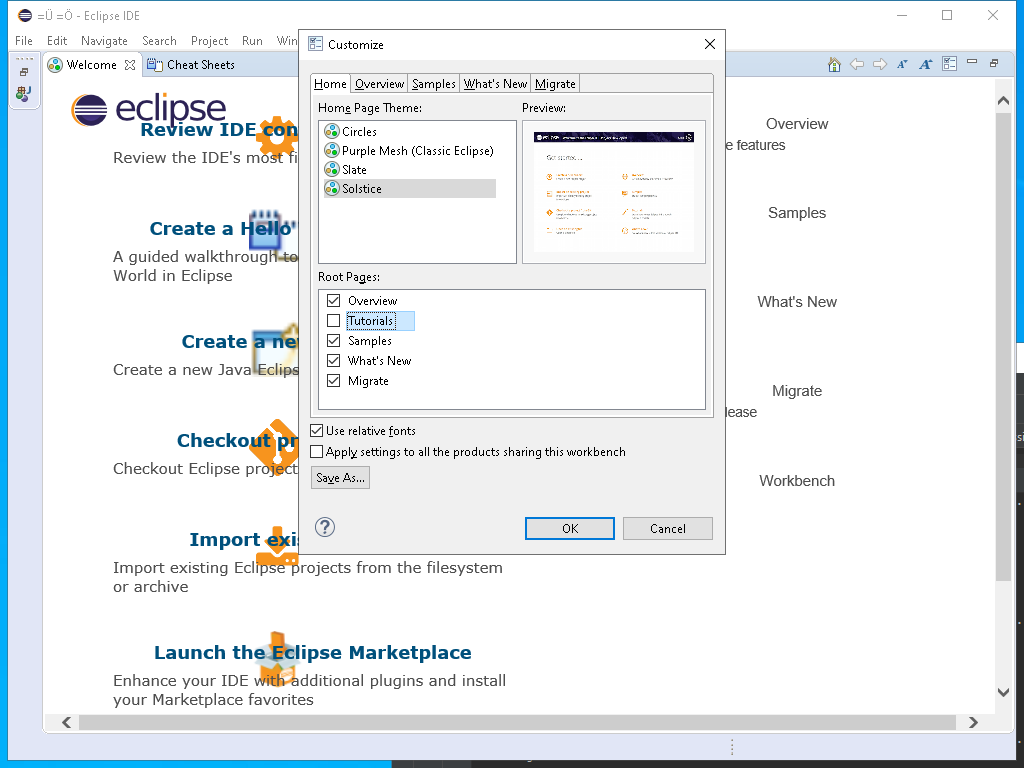 =Ü =Ö - Eclipse IDE
File Edit Navigate Search Project Run Win
Welcome
Cheat Sheets
eclipse
Review IDE con
Review the IDE's most fi
Create a Hello'
A guided walkthrough to
World in Eclipse
Create a ne
Create a new Java Eclips
Checkout pr
Checkout Eclipse project
Import exi
Import existing Eclipse projects from the filesystem
or archive
Launch the Eclipse Marketplace
Enhance your IDE with additional plugins and install
your Marketplace favorites
Overview
e features
Samples
What's New
Migrate
lease
Workbench
Customize
Home Overview Samples What's New Migrate
Home Page Theme:
Preview:
Circles
Purple Mesh (Classic Eclipse)
Slate
Solstice
Get started...
Root Pages:
Overview
Tutorials
Samples
What's New
Migrate
Use relative fonts
Apply settings to all the products sharing this workbench
Save As...
OK
Cancel